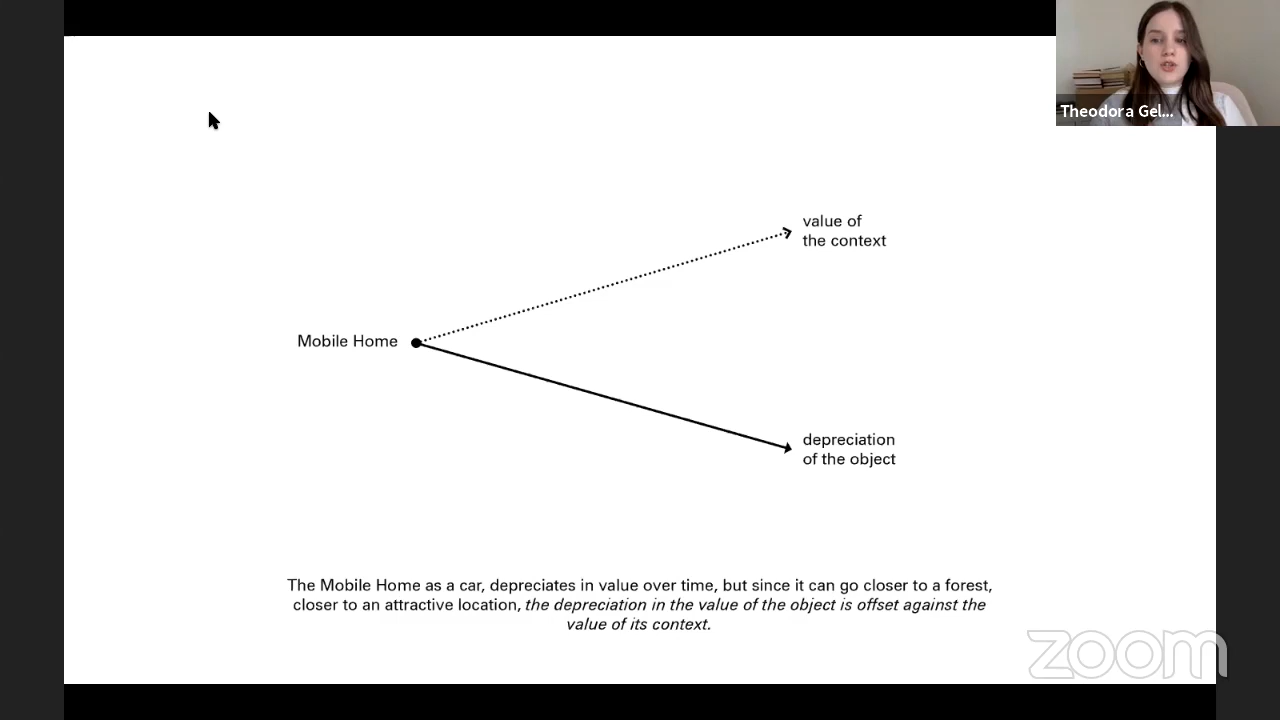 Theodora Gel...
value of
the context
Mobile Home
depreciation
of the object
The Mobile Home as a car, depreciates in value over time, but since it can go closer to a forest,
closer to an attractive location, the depreciation in the value of the object is offset against the
value of its context.
zoom